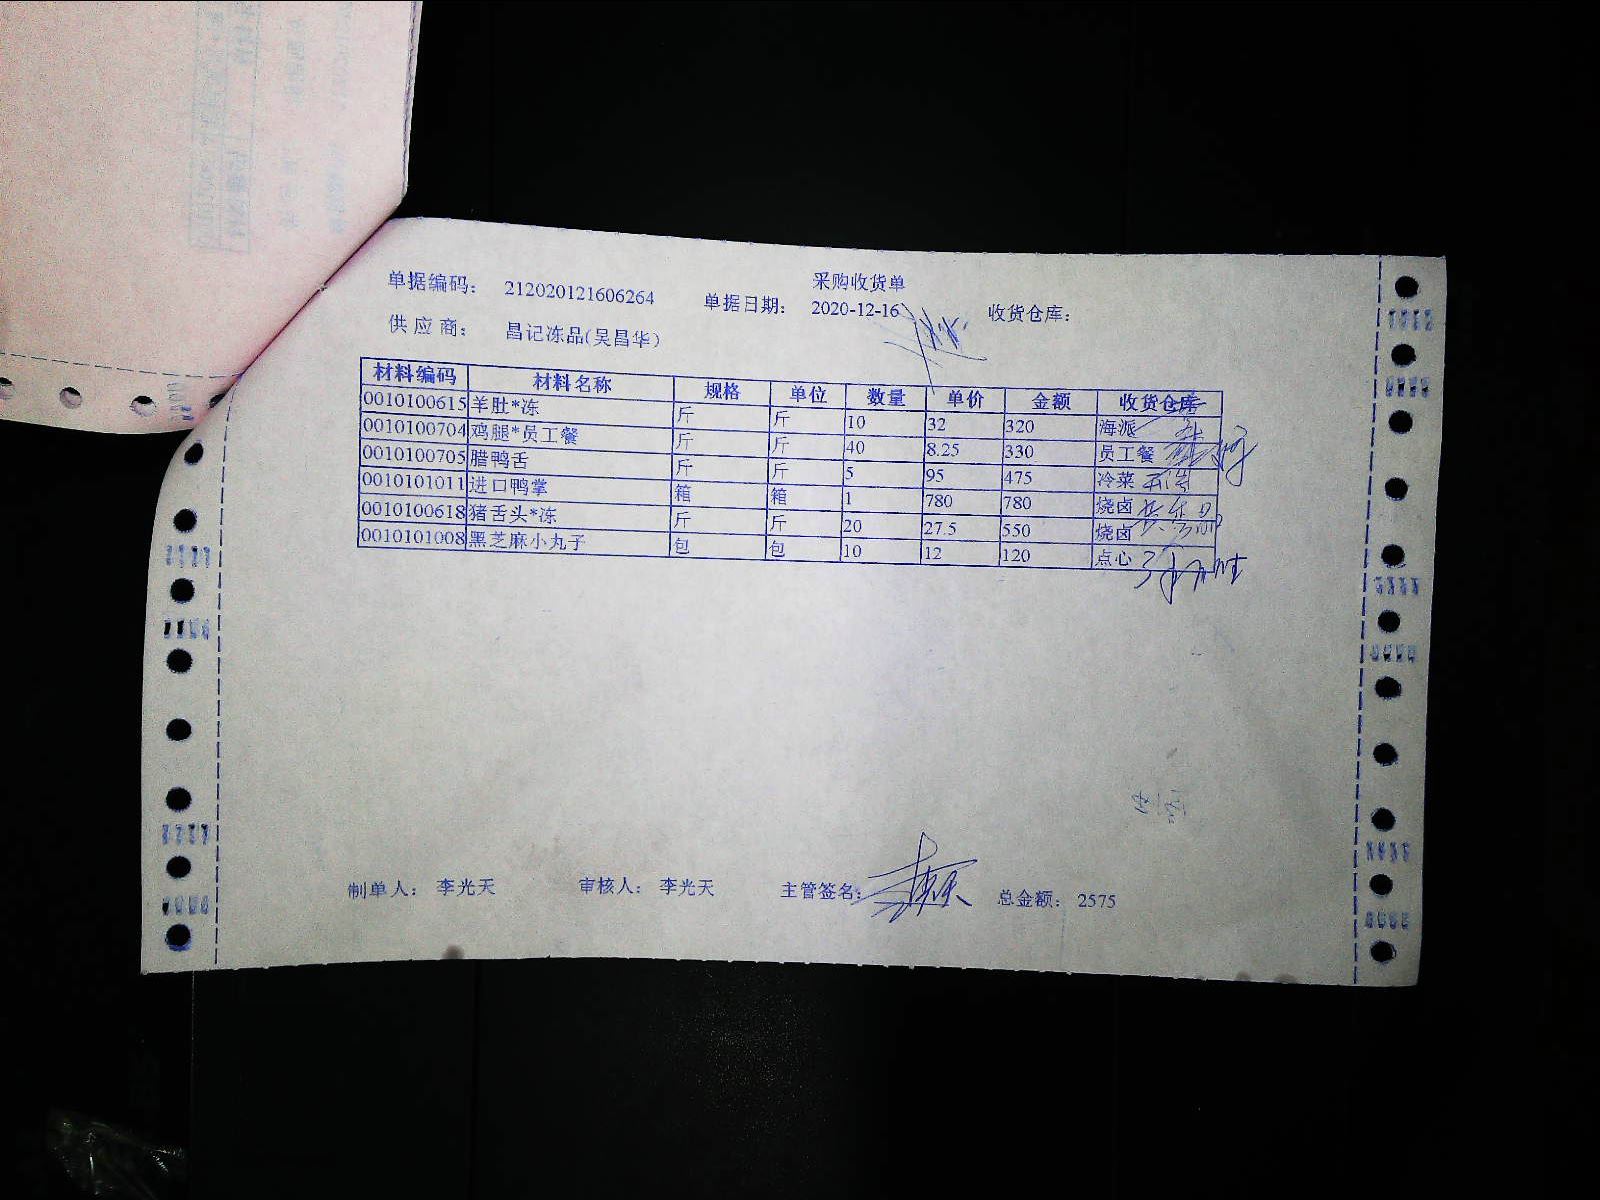 采购收货单
单据编码： 212020121606264 单据日期： 2020-12-16 收货仓库：
供应商： 昌记冻品(吴昌华)
材料编码 材料名称 规格 单位 数量 单价 金额 收货仓库
0010100615 羊肚*冻 斤 斤 10 32 320 海派
0010100704 鸡腿*员工餐 斤 斤 40 8.25 330 员工餐
0010100705 腊鸭舌 斤 斤 5 95 475 冷菜
0010101011 进口鸭掌 箱 箱 1 780 780 烧卤
0010100618 猪舌头*冻 斤 斤 20 27.5 550 烧卤
0010101008 黑芝麻小丸子 包 包 10 12 120 点心
制单人： 李光天 审核人： 李光天 主管签名： 总金额： 2575